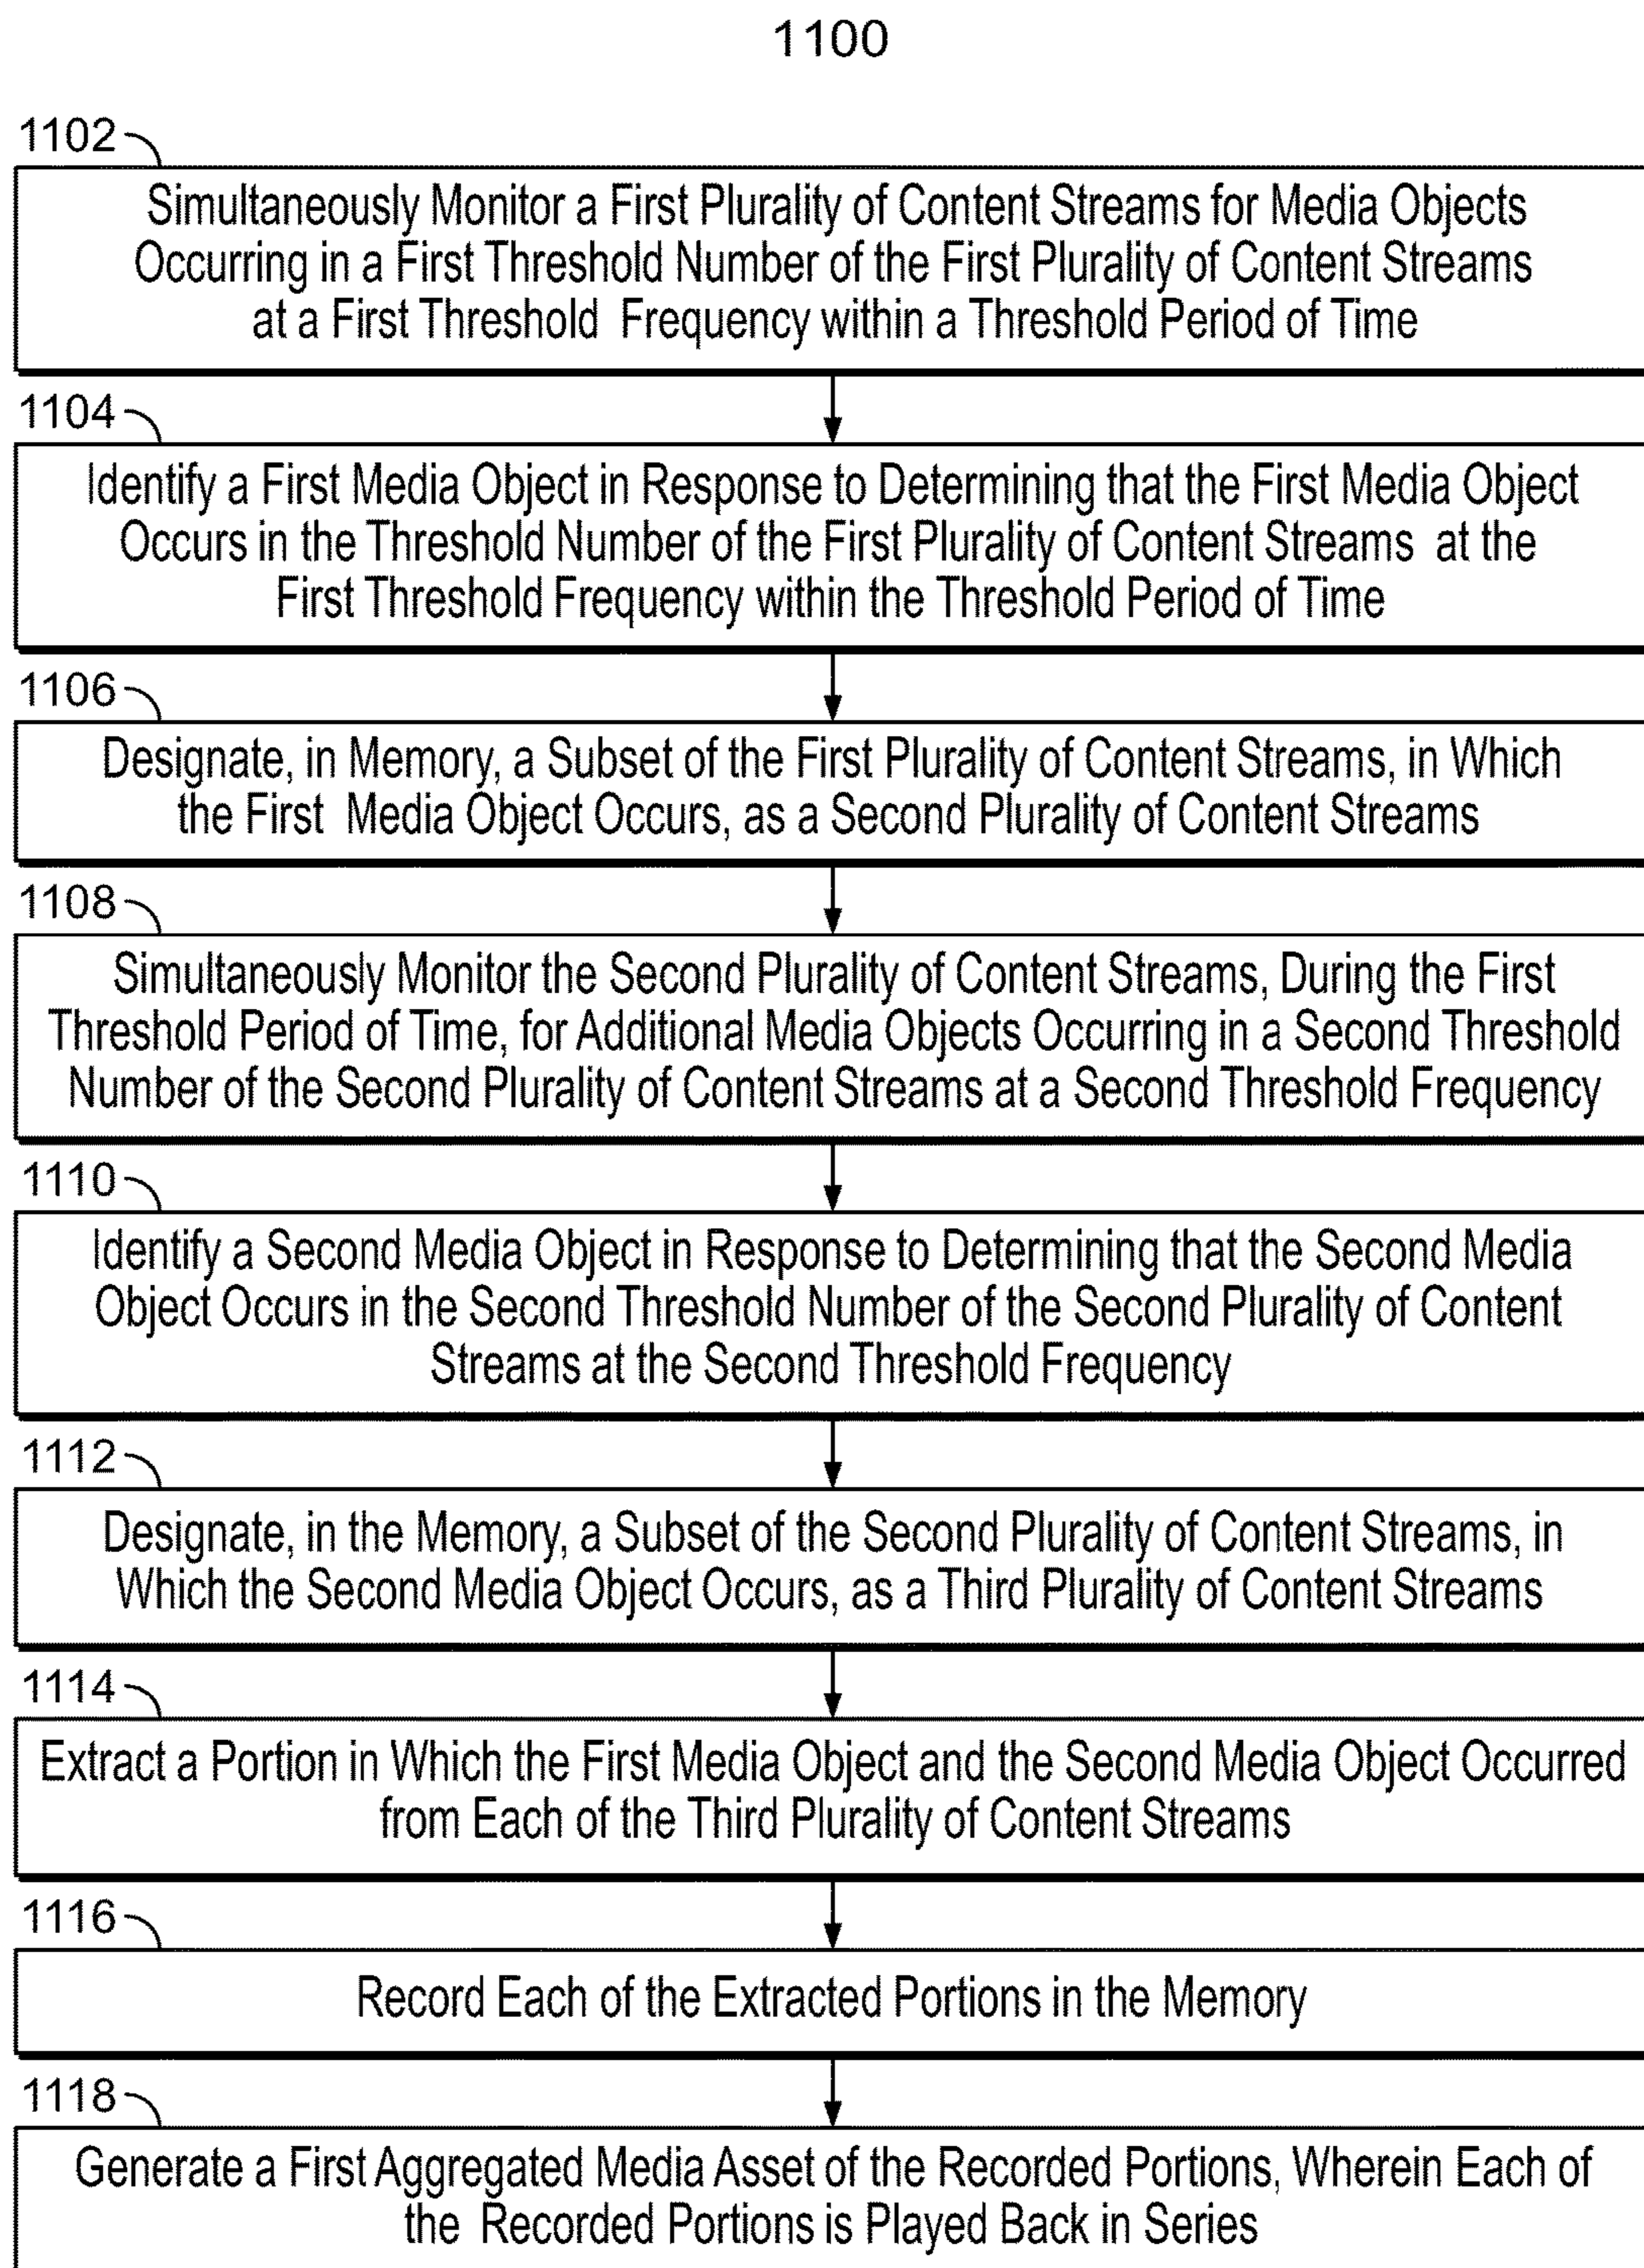 1100
1102
Simultaneously Monitor a First Plurality of Content Streams for Media Objects
Occurring in a First Threshold Number of the First Plurality of Content Streams
at a First Threshold Frequency within a Threshold Period of Time
1104
Identify a First Media Object in Response to Determining that the First Media Object
Occurs in the Threshold Number of the First Plurality of Content Streams at the
First Threshold Frequency within the Threshold Period of Time
1106
Designate, in Memory, a Subset of the First Plurality of Content Streams, in Which
the First Media Object Occurs, as a Second Plurality of Content Streams
1108
Simultaneously Monitor the Second Plurality of Content Streams, During the First
Threshold Period of Time, for Additional Media Objects Occurring in a Second Threshold
Number of the Second Plurality of Content Streams at a Second Threshold Frequency
1110
Identify a Second Media Object in Response to Determining that the Second Media
Object Occurs in the Second Threshold Number of the Second Plurality of Content
Streams at the Second Threshold Frequency
1112
Designate, in the Memory, a Subset of the Second Plurality of Content Streams, in
Which the Second Media Object Occurs, as a Third Plurality of Content Streams
1114
Extract a Portion in Which the First Media Object and the Second Media Object Occurred
from Each of the Third Plurality of Content Streams
1116
Record Each of the Extracted Portions in the Memory
1118
Generate a First Aggregated Media Asset of the Recorded Portions, Wherein Each of
the Recorded Portions is Played Back in Series